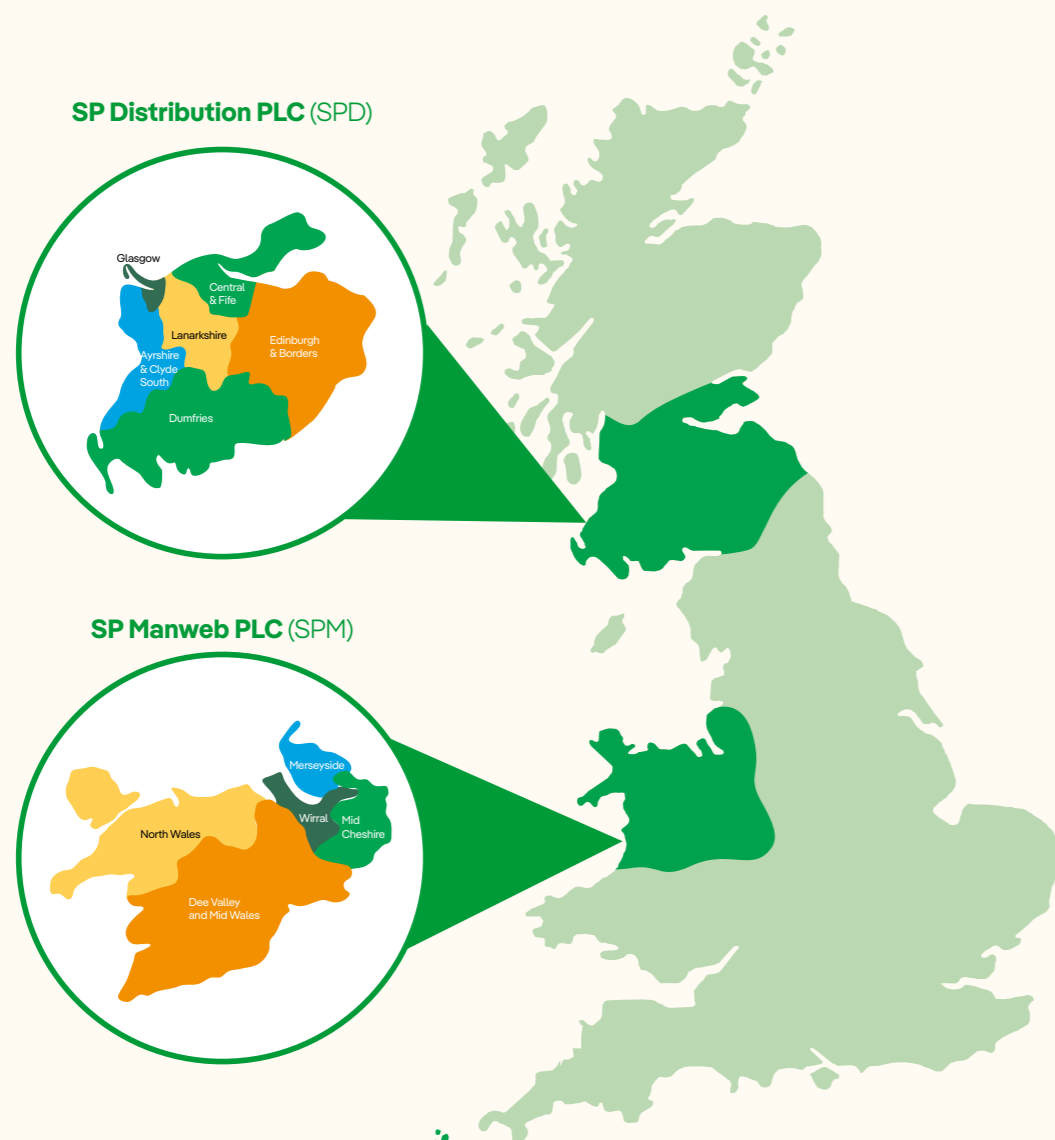 SP Distribution PLC (SPD)
Glasgow
Central
& Fife
Lanarkshire
Edinburgh
& Borders
Ayrshire
& Clyde
South
Dumfries
SP Manweb PLC (SPM)
Merseyside
Wirral
Mid
Cheshire
North Wales
Dee Valley
and Mid Wales